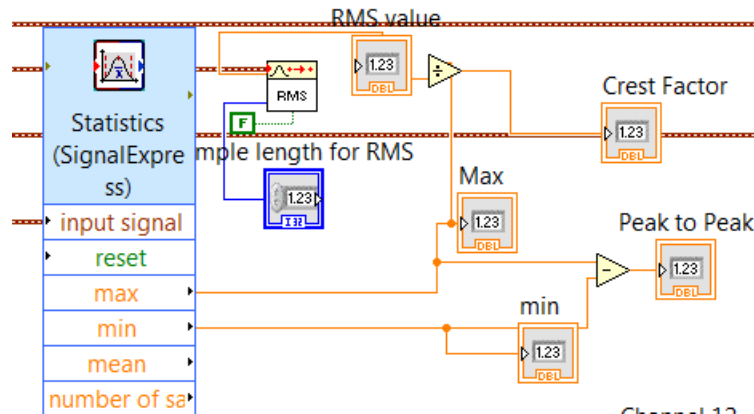 RMS value
1.23
DBL
RMS
÷
Crest Factor
1.23
DBL
F
Statistics
(SignalExpre
ss)
mple length for RMS
1.23
I32
Max
1.23
DBL
Peak to Peak
1.23
DBL
-
input signal
reset
max
min
mean
number of sa
min
1.23
DBL
Channel 12